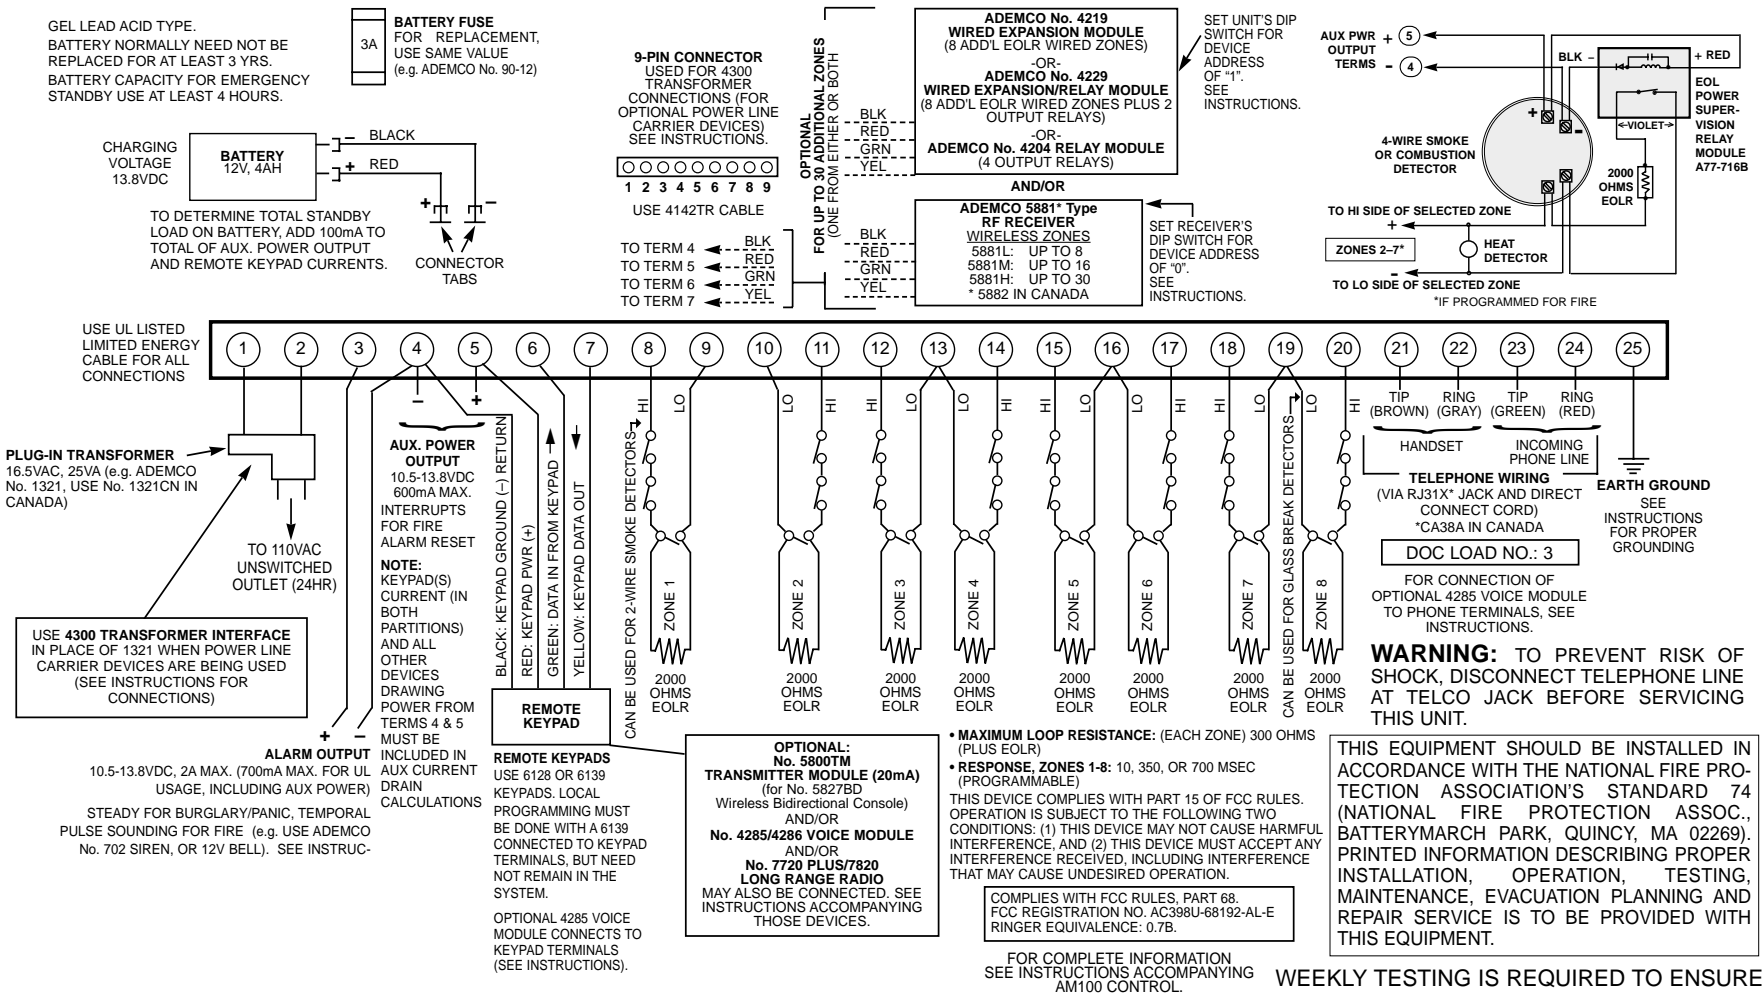 GEL LEAD ACID TYPE.
BATTERY NORMALLY NEED NOT BE
REPLACED FOR AT LEAST 3 YRS.
BATTERY CAPACITY FOR EMERGENCY
STANDBY USE AT LEAST 4 HOURS.
3A
BATTERY FUSE
FOR REPLACEMENT,
USE SAME VALUE
(e.g. ADEMCO No. 90-12)
CHARGING
VOLTAGE
13.8VDC
BATTERY
12V, 4AH
– BLACK
+ RED
+ –
CONNECTOR
TABS
TO DETERMINE TOTAL STANDBY
LOAD ON BATTERY, ADD 100mA TO
TOTAL OF AUX. POWER OUTPUT
AND REMOTE KEYPAD CURRENTS.
9-PIN CONNECTOR
USED FOR 4300
TRANSFORMER
CONNECTIONS (FOR
OPTIONAL POWER LINE
CARRIER DEVICES)
SEE INSTRUCTIONS.
1 2 3 4 5 6 7 8 9
USE 4142TR CABLE
TO TERM 4 BLK
TO TERM 5 RED
TO TERM 6 GRN
TO TERM 7 YEL
OPTIONAL
FOR UP TO 30 ADDITIONAL ZONES
(ONE FROM EITHER OR BOTH
BLK
RED
GRN
YEL
ADEMCO No. 4219
WIRED EXPANSION MODULE
(8 ADD'L EOLR WIRED ZONES)
-OR-
ADEMCO No. 4229
WIRED EXPANSION/RELAY MODULE
(8 ADD'L EOLR WIRED ZONES PLUS 2
OUTPUT RELAYS)
-OR-
ADEMCO No. 4204 RELAY MODULE
(4 OUTPUT RELAYS)
SET UNIT'S DIP
SWITCH FOR
DEVICE
ADDRESS
OF "1".
SEE
INSTRUCTIONS.
AND/OR
BLK
RED
GRN
YEL
ADEMCO 5881* Type
RF RECEIVER
WIRELESS ZONES
5881L: UP TO 8
5881M: UP TO 16
5881H: UP TO 30
* 5882 IN CANADA
SET RECEIVER'S
DIP SWITCH FOR
DEVICE ADDRESS
OF "0".
SEE
INSTRUCTIONS.
AUX PWR
OUTPUT
TERMS
+ 5
- 4
BLK –
+ RED
EOL
POWER
SUPER-
VISION
RELAY
MODULE
A77-716B
VIOLET
+ -
4-WIRE SMOKE
OR COMBUSTION
DETECTOR
2000
OHMS
EOLR
TO HI SIDE OF SELECTED ZONE
+
ZONES 2–7*
HEAT
DETECTOR
-
TO LO SIDE OF SELECTED ZONE
*IF PROGRAMMED FOR FIRE
USE UL LISTED
LIMITED ENERGY
CABLE FOR ALL
CONNECTIONS
1 2 3 4 5 6 7 8 9 10 11 12 13 14 15 16 17 18 19 20 21 22 23 24 25
PLUG-IN TRANSFORMER
16.5VAC, 25VA (e.g. ADEMCO
No. 1321, USE No. 1321CN IN
CANADA)
TO 110VAC
UNSWITCHED
OUTLET (24HR)
USE 4300 TRANSFORMER INTERFACE
IN PLACE OF 1321 WHEN POWER LINE
CARRIER DEVICES ARE BEING USED
(SEE INSTRUCTIONS FOR
CONNECTIONS)
+ –
ALARM OUTPUT
10.5-13.8VDC, 2A MAX. (700mA MAX. FOR UL
USAGE, INCLUDING AUX POWER)
STEADY FOR BURGLARY/PANIC, TEMPORAL
PULSE SOUNDING FOR FIRE (e.g. USE ADEMCO
No. 702 SIREN, OR 12V BELL). SEE INSTRUC-
– +
AUX. POWER
OUTPUT
10.5-13.8VDC
600mA MAX.
INTERRUPTS
FOR FIRE
ALARM RESET
NOTE:
KEYPAD(S)
CURRENT (IN
BOTH
PARTITIONS)
AND ALL
OTHER
DEVICES
DRAWING
POWER FROM
TERMS 4 & 5
MUST BE
INCLUDED IN
AUX CURRENT
DRAIN
CALCULATIONS
BLACK: KEYPAD GROUND (–) RETURN
RED: KEYPAD PWR (+)
GREEN: DATA IN FROM KEYPAD
YELLOW: KEYPAD DATA OUT
REMOTE
KEYPAD
REMOTE KEYPADS
USE 6128 OR 6139
KEYPADS. LOCAL
PROGRAMMING MUST
BE DONE WITH A 6139
CONNECTED TO KEYPAD
TERMINALS, BUT NEED
NOT REMAIN IN THE
SYSTEM.
OPTIONAL 4285 VOICE
MODULE CONNECTS TO
KEYPAD TERMINALS
(SEE INSTRUCTIONS).
CAN BE USED FOR 2-WIRE SMOKE DETECTORS
HI LO LO HI HI LO LO HI HI LO LO HI HI LO LO HI
CAN BE USED FOR GLASS BREAK DETECTORS
ZONE 1 ZONE 2 ZONE 3 ZONE 4 ZONE 5 ZONE 6 ZONE 7 ZONE 8
2000 2000 2000 2000 2000 2000 2000 2000
OHMS OHMS OHMS OHMS OHMS OHMS OHMS OHMS
EOLR EOLR EOLR EOLR EOLR EOLR EOLR EOLR
OPTIONAL:
No. 5800TM
TRANSMITTER MODULE (20mA)
(for No. 5827BD
Wireless Bidirectional Console)
AND/OR
No. 4285/4286 VOICE MODULE
AND/OR
No. 7720 PLUS/7820
LONG RANGE RADIO
MAY ALSO BE CONNECTED. SEE
INSTRUCTIONS ACCOMPANYING
THOSE DEVICES.
• MAXIMUM LOOP RESISTANCE: (EACH ZONE) 300 OHMS
(PLUS EOLR)
• RESPONSE, ZONES 1-8: 10, 350, OR 700 MSEC
(PROGRAMMABLE)
THIS DEVICE COMPLIES WITH PART 15 OF FCC RULES.
OPERATION IS SUBJECT TO THE FOLLOWING TWO
CONDITIONS: (1) THIS DEVICE MAY NOT CAUSE HARMFUL
INTERFERENCE, AND (2) THIS DEVICE MUST ACCEPT ANY
INTERFERENCE RECEIVED, INCLUDING INTERFERENCE
THAT MAY CAUSE UNDESIRED OPERATION.
COMPLIES WITH FCC RULES, PART 68.
FCC REGISTRATION NO. AC398U-68192-AL-E
RINGER EQUIVALENCE: 0.7B.
FOR COMPLETE INFORMATION
SEE INSTRUCTIONS ACCOMPANYING
AM100 CONTROL.
TIP RING TIP RING
(BROWN) (GRAY) (GREEN) (RED)
HANDSET
INCOMING
PHONE LINE
TELEPHONE WIRING
(VIA RJ31X* JACK AND DIRECT
CONNECT CORD)
*CA38A IN CANADA
DOC LOAD NO.: 3
FOR CONNECTION OF
OPTIONAL 4285 VOICE MODULE
TO PHONE TERMINALS, SEE
INSTRUCTIONS.
EARTH GROUND
SEE
INSTRUCTIONS
FOR PROPER
GROUNDING
WARNING: TO PREVENT RISK OF
SHOCK, DISCONNECT TELEPHONE LINE
AT TELCO JACK BEFORE SERVICING
THIS UNIT.
THIS EQUIPMENT SHOULD BE INSTALLED IN
ACCORDANCE WITH THE NATIONAL FIRE PRO-
TECTION ASSOCIATION'S STANDARD 74
(NATIONAL FIRE PROTECTION ASSOC.,
BATTERYMARCH PARK, QUINCY, MA 02269).
PRINTED INFORMATION DESCRIBING PROPER
INSTALLATION, OPERATION, TESTING,
MAINTENANCE, EVACUATION PLANNING AND
REPAIR SERVICE IS TO BE PROVIDED WITH
THIS EQUIPMENT.
WEEKLY TESTING IS REQUIRED TO ENSURE